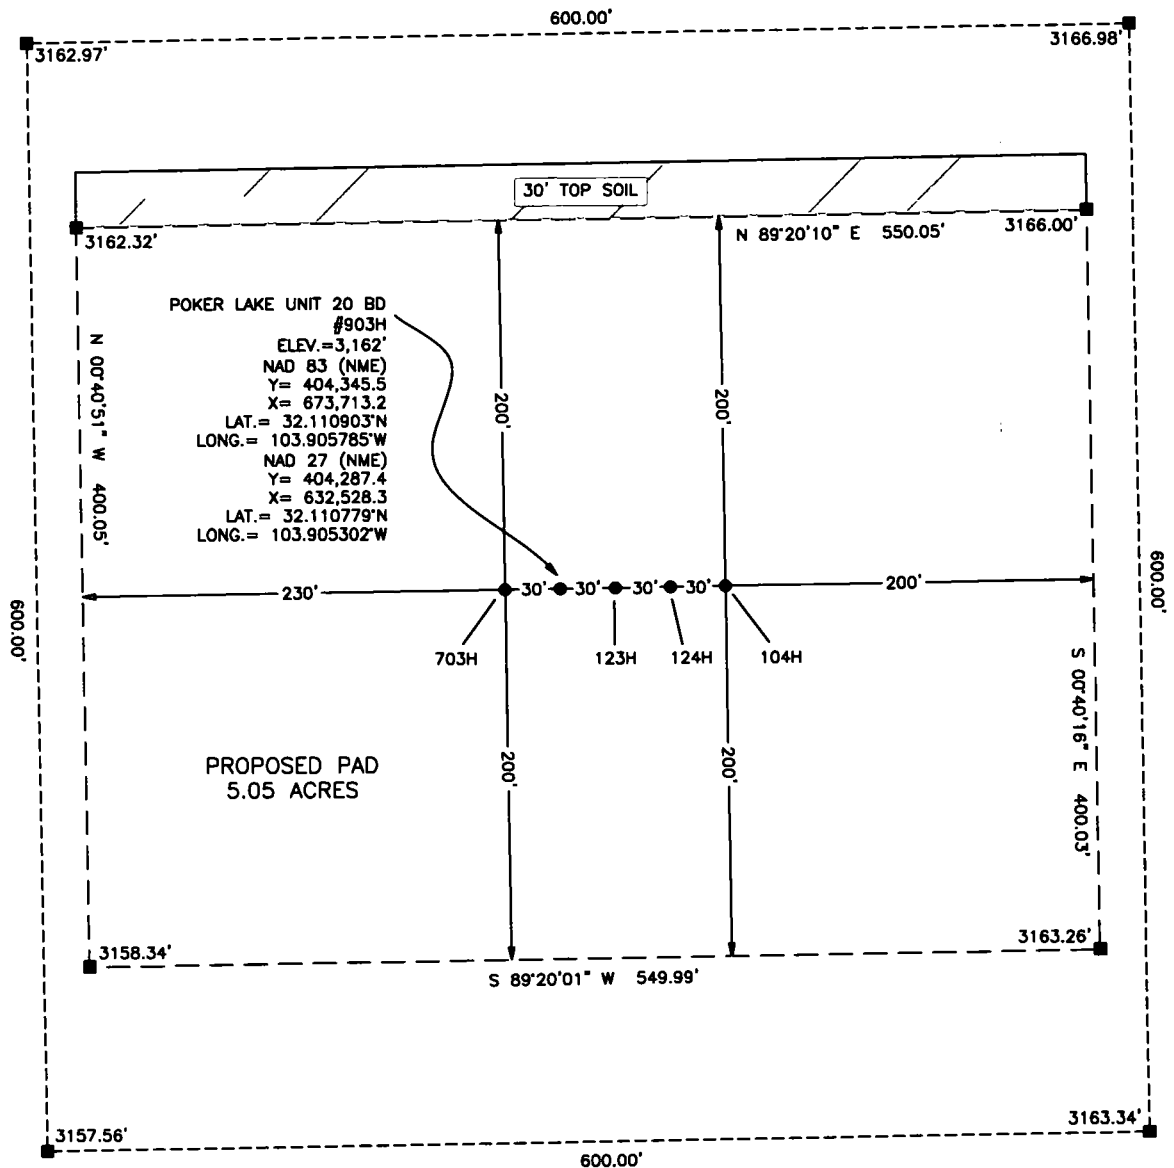 600.00'
3162.97'
3166.98'
30' TOP SOIL
3162.32'
N 89°20'10" E 550.05'
3166.00'
POKER LAKE UNIT 20 BD
#903H
ELEV.=3,162'
NAD 83 (NME)
Y= 404,345.5
X= 673,713.2
LAT.= 32.110903°N
LONG.= 103.905785°W
NAD 27 (NME)
Y= 404,287.4
X= 632,528.3
LAT.= 32.110779°N
LONG.= 103.905302°W
N 00°40'51" W 400.05'
200'
200'
230'
30'
30'
30'
30'
200'
600.00'
600.00'
703H
123H
124H
104H
S 00°40'16" E 400.03'
200'
200'
PROPOSED PAD
5.05 ACRES
3158.34'
3163.26'
S 89°20'01" W 549.99'
3157.56'
3163.34'
600.00'